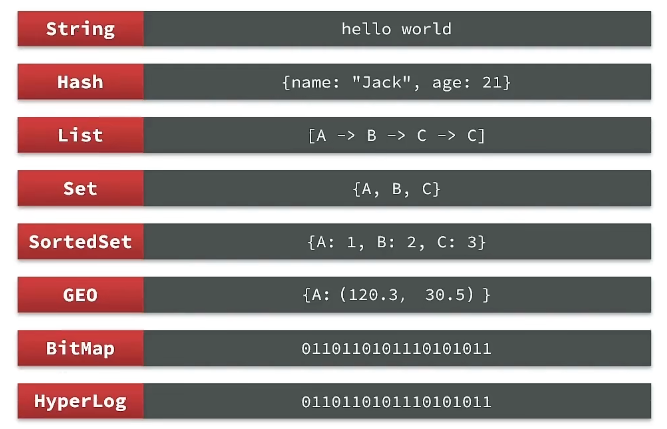 String hello world
Hash {name: "Jack", age: 21}
List [A -> B -> C -> C]
Set {A, B, C}
SortedSet {A: 1, B: 2, C: 3}
GEO {A: (120.3, 30.5) }
BitMap 0110110101110101011
HyperLog 0110110101110101011